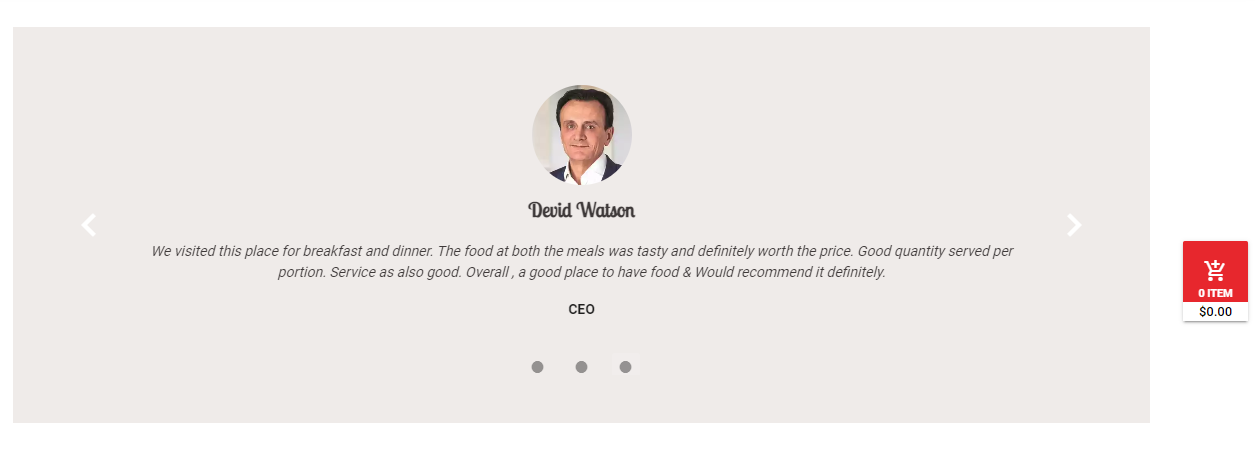 Devid Watson
We visited this place for breakfast and dinner. The food at both the meals was tasty and definitely worth the price. Good quantity served per
portion. Service as also good. Overall , a good place to have food & Would recommend it definitely.
CEO
0 ITEM
$0.00